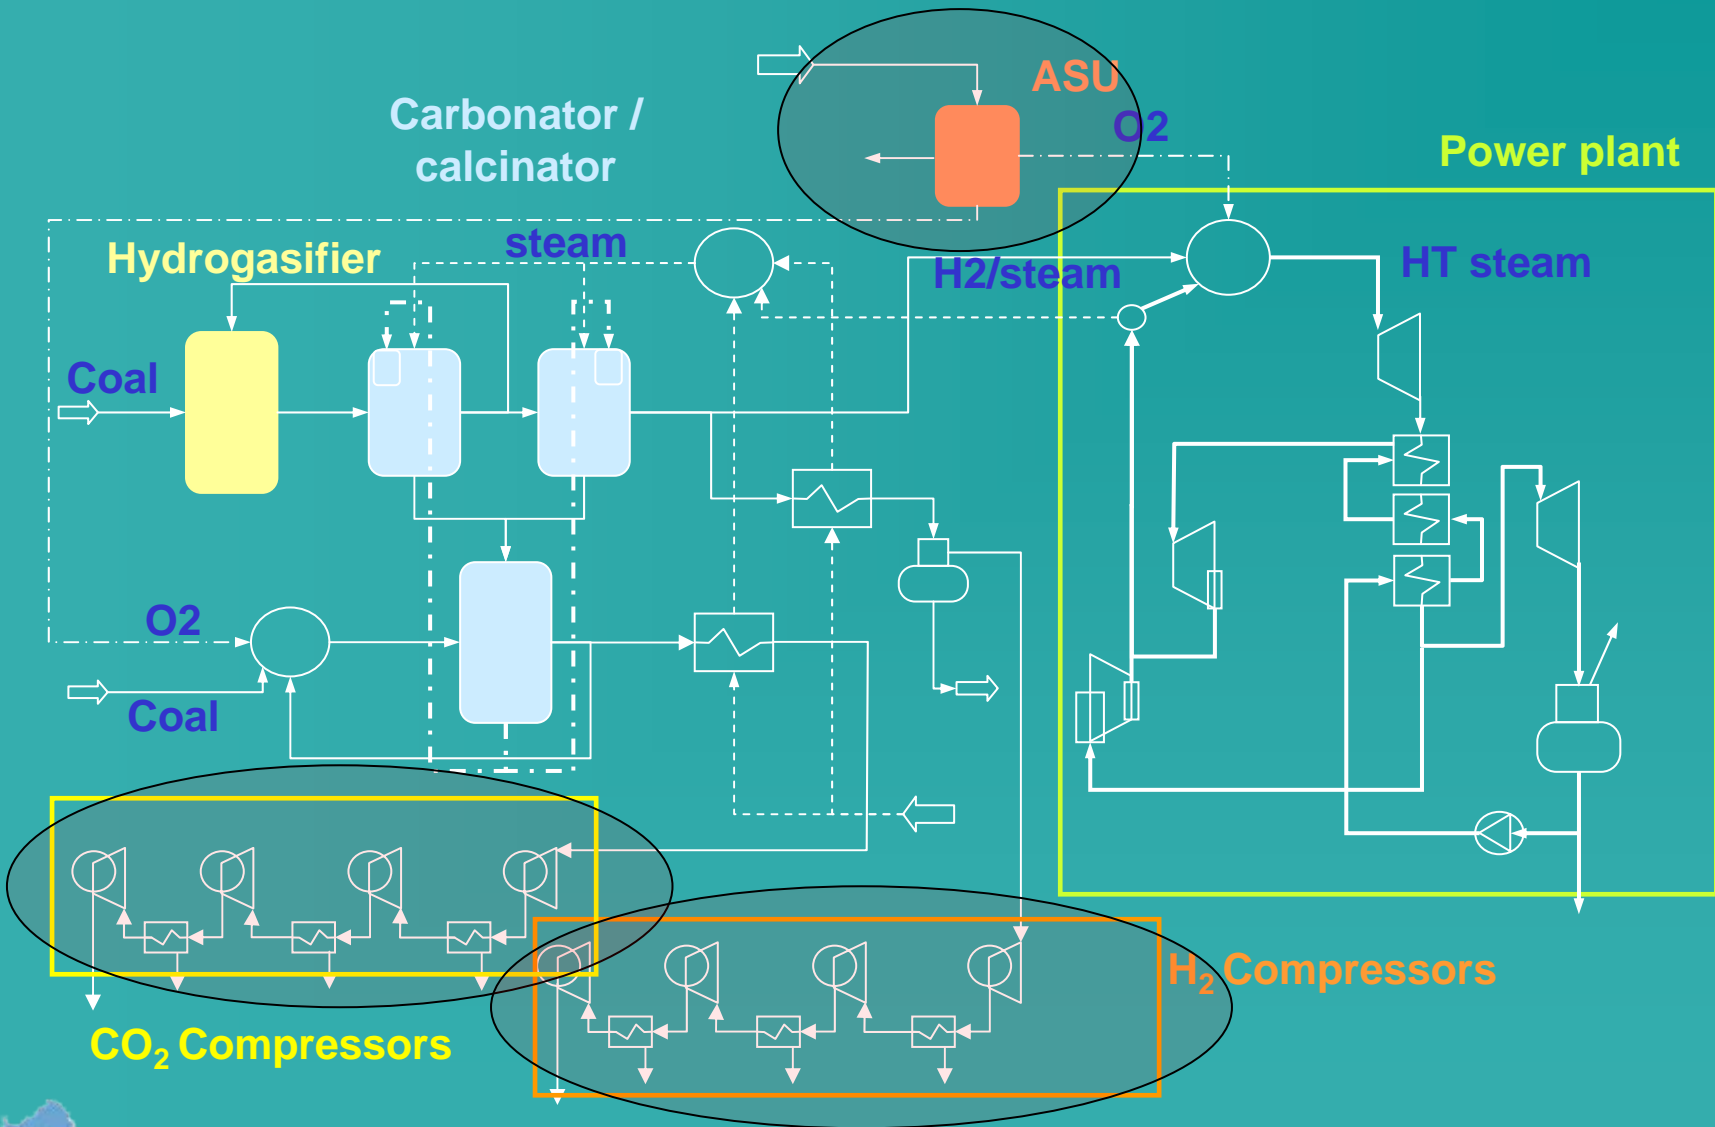 ASU
Carbonator /
calcinator
O2
Power plant
Hydrogasifier
steam
H2/steam
HT steam
Coal
O2
Coal
H₂ Compressors
CO₂ Compressors